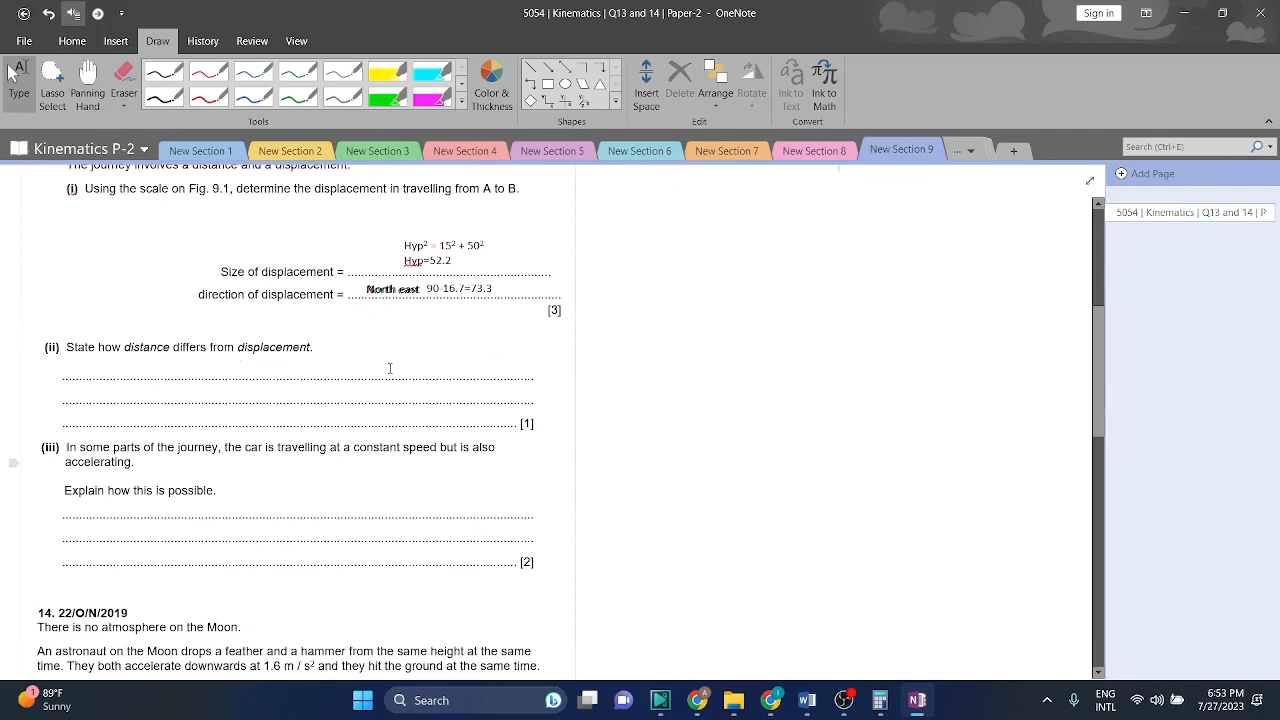 5054 | Kinematics | Q13 and 14 | Paper-2 - OneNote
Sign in
File Home Insert Draw History Review View
Type
Lasso Select
Panning Hand
Eraser
Color & Thickness
Insert Space
Delete
Arrange
Rotate
Ink to Text
Ink to Math
Tools
Shapes
Edit
Convert
Kinematics P-2
New Section 1
New Section 2
New Section 3
New Section 4
New Section 5
New Section 6
New Section 7
New Section 8
New Section 9
...
Search (Ctrl+E)
The journey involves a distance and a displacement.
Add Page
(i) Using the scale on Fig. 9.1, determine the displacement in travelling from A to B.
5054 | Kinematics | Q13 and 14 | P
Hyp² = 15² + 50²
Hyp=52.2
Size of displacement = ..................................................
direction of displacement = North east 90-16.7=73.3
[3]
(ii) State how distance differs from displacement.
[1]
(iii) In some parts of the journey, the car is travelling at a constant speed but is also
accelerating.
Explain how this is possible.
[2]
14. 22/O/N/2019
There is no atmosphere on the Moon.
An astronaut on the Moon drops a feather and a hammer from the same height at the same
time. They both accelerate downwards at 1.6 m / s² and they hit the ground at the same time.
1
89°F
Sunny
Search
ENG
INTL
6:53 PM
7/27/2023